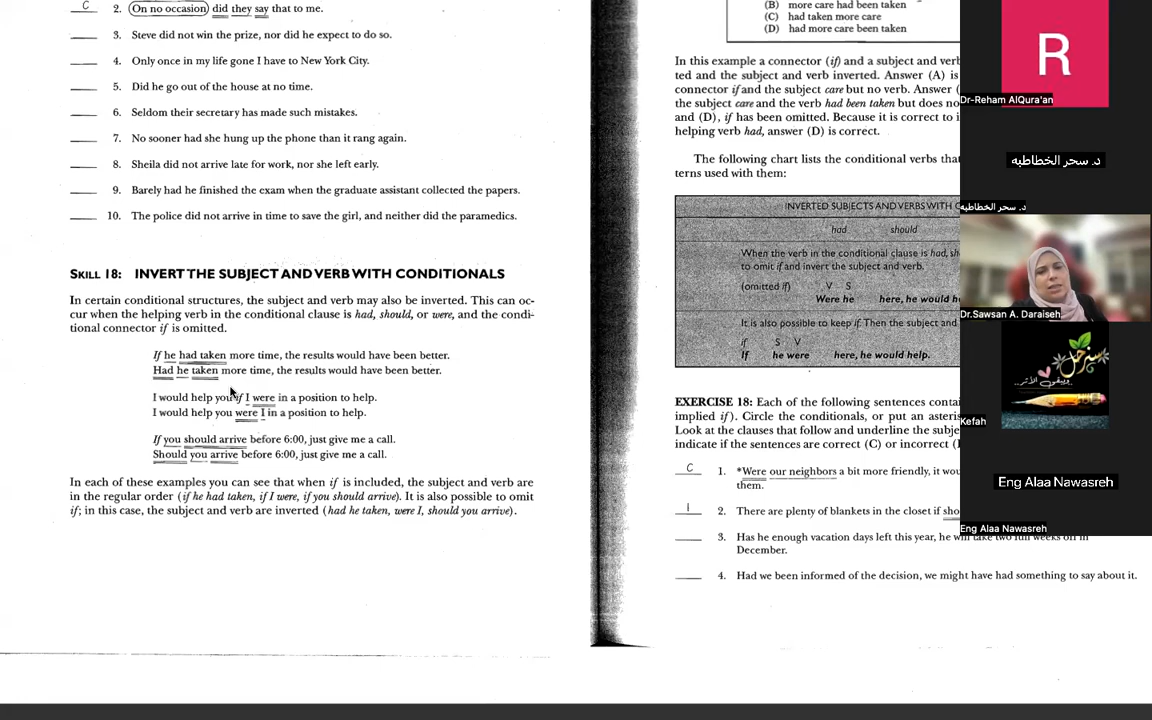 C 2. On no occasion did they say that to me.
3. Steve did not win the prize, nor did he expect to do so.
4. Only once in my life gone I have to New York City.
5. Did he go out of the house at no time.
6. Seldom their secretary has made such mistakes.
7. No sooner had she hung up the phone than it rang again.
8. Sheila did not arrive late for work, nor she left early.
9. Barely had he finished the exam when the graduate assistant collected the papers.
10. The police did not arrive in time to save the girl, and neither did the paramedics.
SKILL 18: INVERT THE SUBJECT AND VERB WITH CONDITIONALS
In certain conditional structures, the subject and verb may also be inverted. This can oc-
cur when the helping verb in the conditional clause is had, should, or were, and the condi-
tional connector if is omitted.
If he had taken more time, the results would have been better.
Had he taken more time, the results would have been better.
I would help you if I were in a position to help.
I would help you were I in a position to help.
If you should arrive before 6:00, just give me a call.
Should you arrive before 6:00, just give me a call.
In each of these examples you can see that when if is included, the subject and verb are
in the regular order (if he had taken, if I were, if you should arrive). It is also possible to omit
if; in this case, the subject and verb are inverted (had he taken, were I, should you arrive).
(B) more care had been taken
(C) had taken more care
(D) had more care been taken
In this example a connector (if) and a subject and verb
ted and the subject and verb inverted. Answer (A) is
connector if and the subject care but no verb. Answer (
the subject care and the verb had been taken but does no
and (D), if has been omitted. Because it is correct to i
helping verb had, answer (D) is correct.
The following chart lists the conditional verbs tha
terns used with them:
INVERTED SUBJECTS AND VERBS WITH C
had should
When the verb in the conditional clause is had, sh
to omit if and invert the subject and verb.
(omitted if) V S
Were he here, he would h
It is also possible to keep if. Then the subject and
if S V
If he were here, he would help.
EXERCISE 18: Each of the following sentences contai
implied if). Circle the conditionals, or put an asteris
Look at the clauses that follow and underline the subj
indicate if the sentences are correct (C) or incorrect (I
C 1. *Were our neighbors a bit more friendly, it wou
them.
I 2. There are plenty of blankets in the closet if sho
3. Has he enough vacation days left this year, he will take two full weeks off in
December.
4. Had we been informed of the decision, we might have had something to say about it.
R
Dr-Reham AlQura'an
د. سحر الخطاطبه
د. سحر الخطاطبه
Dr.Sawsan A. Daraiseh
سنرحل
ويبقى الأثر..
Kefah
Eng Alaa Nawasreh
Eng Alaa Nawasreh